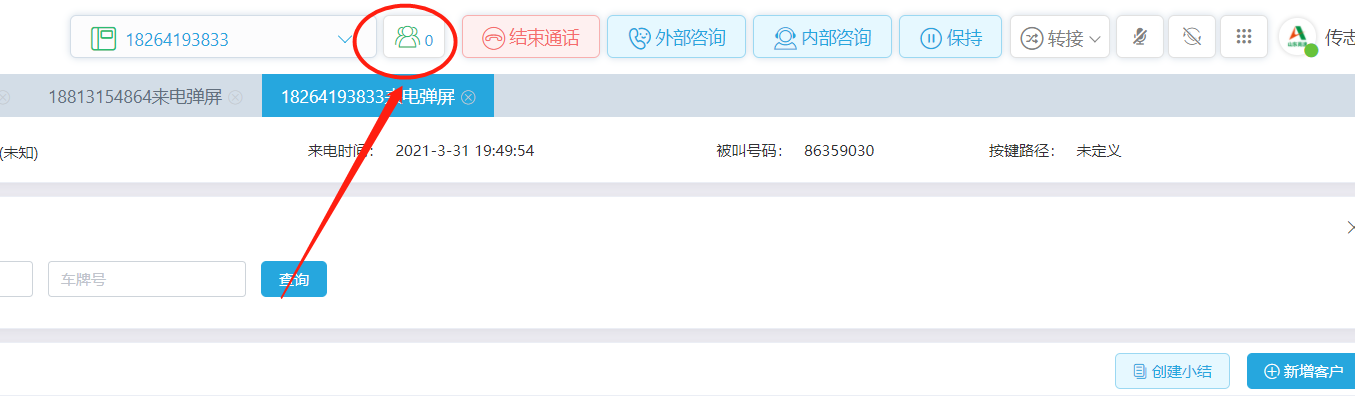 18264193833 0 结束通话 外部咨询 内部咨询 保持 转接 传志
18813154864来电弹屏 18264193833来电弹屏
(未知) 来电时间： 2021-3-31 19:49:54 被叫号码： 86359030 按键路径： 未定义
车牌号 查询
创建小结 新增客户